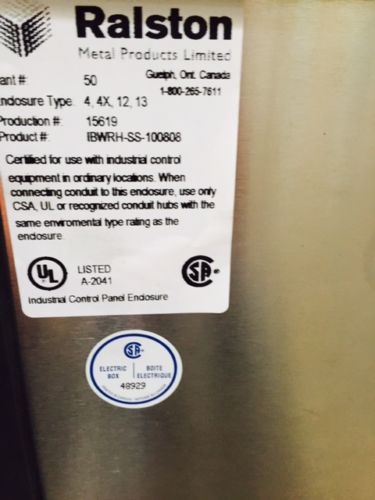 Ralston
Metal Products Limited
Guelph, Ont. Canada
1-800-265-7611
ant #: 50
nclosure Type: 4, 4X, 12, 13
Production #: 15619
Product #: IBWRH-SS-100808
Certified for use with industrial control
equipment in ordinary locations. When
connecting conduit to this enclosure, use only
CSA, UL or recognized conduit hubs with the
same enviromental type rating as the
enclosure.
UL LISTED
A-2041
SA
Industrial Control Panel Enclosure
SA
ELECTRIC BOITE
BOX ELECTRIQUE
48929